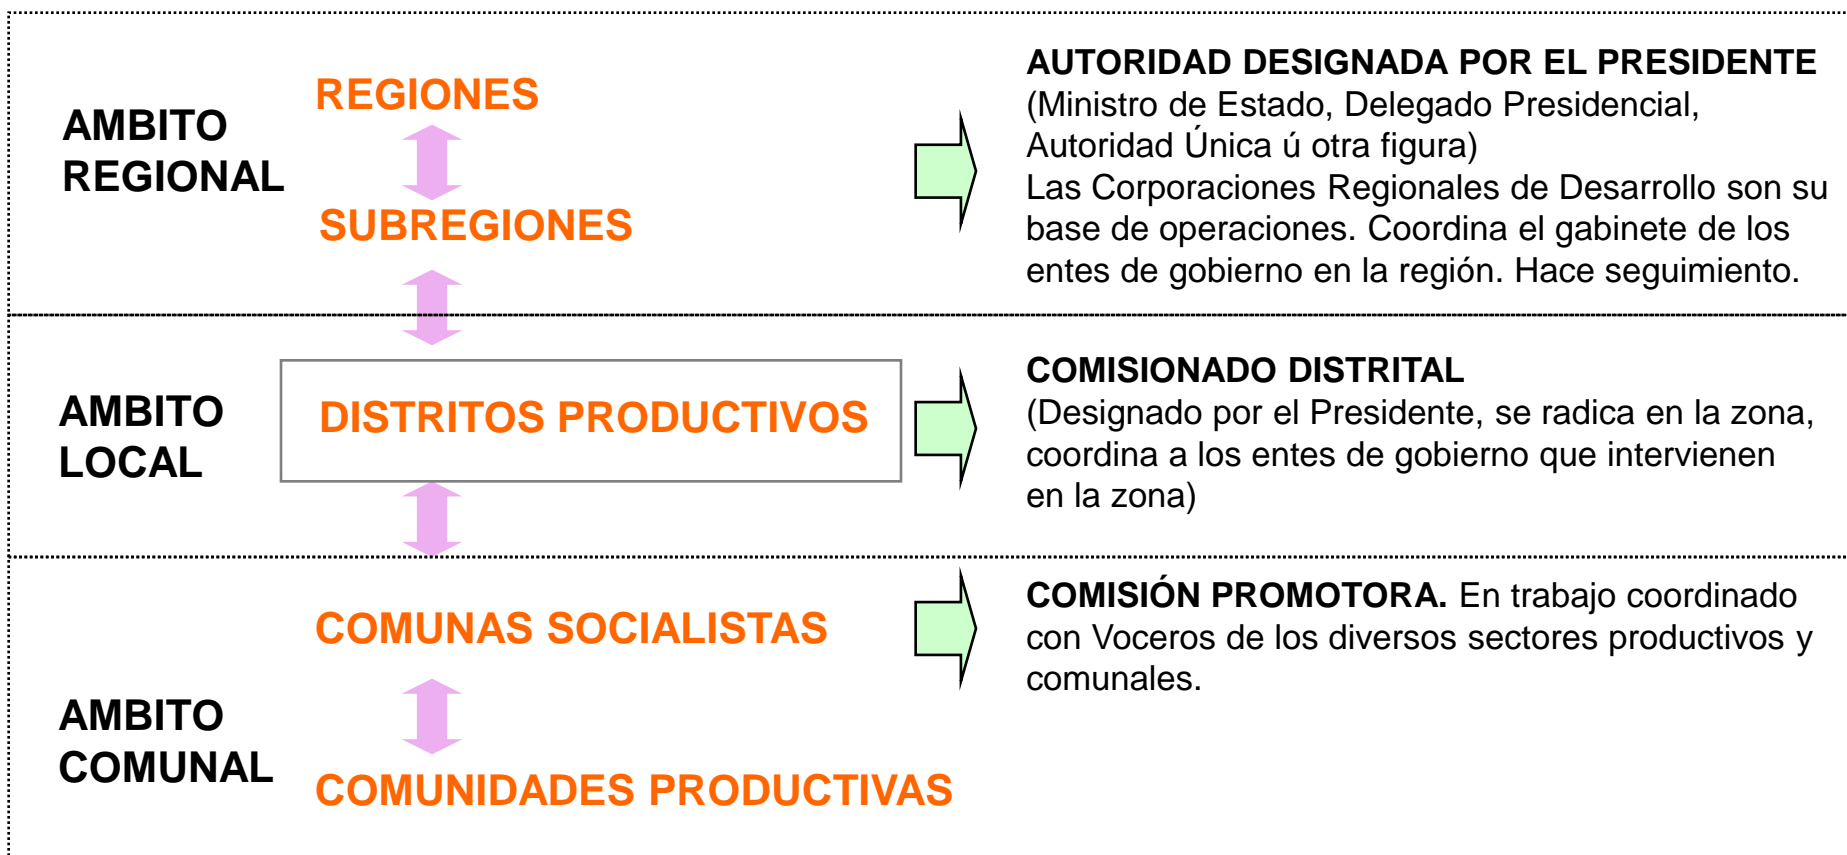 AMBITO
REGIONAL
REGIONES
SUBREGIONES
AUTORIDAD DESIGNADA POR EL PRESIDENTE
(Ministro de Estado, Delegado Presidencial,
Autoridad Única ú otra figura)
Las Corporaciones Regionales de Desarrollo son su
base de operaciones. Coordina el gabinete de los
entes de gobierno en la región. Hace seguimiento.
AMBITO
LOCAL
DISTRITOS PRODUCTIVOS
COMISIONADO DISTRITAL
(Designado por el Presidente, se radica en la zona,
coordina a los entes de gobierno que intervienen
en la zona)
AMBITO
COMUNAL
COMUNAS SOCIALISTAS
COMUNIDADES PRODUCTIVAS
COMISIÓN PROMOTORA. En trabajo coordinado
con Voceros de los diversos sectores productivos y
comunales.